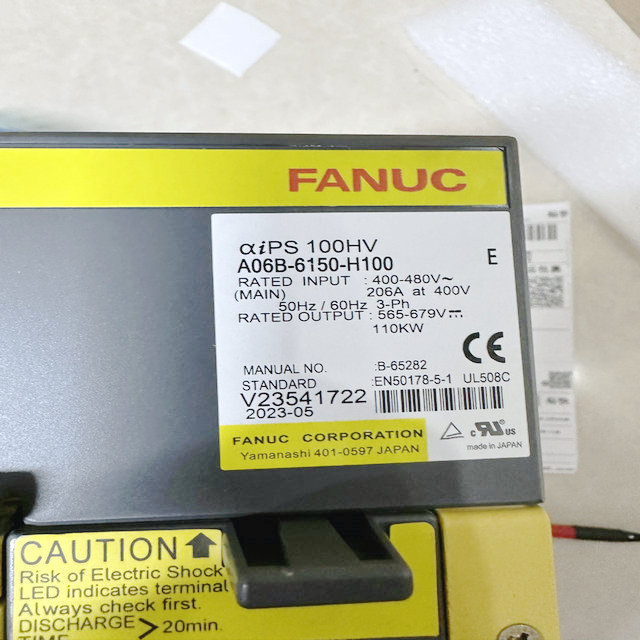 FANUC
αiPS 100HV
A06B-6150-H100
E
RATED INPUT : 400-480V~
(MAIN) 206A at 400V
50Hz / 60Hz 3-Ph
RATED OUTPUT : 565-679V⎓
110KW
CE
MANUAL NO. :B-65282
STANDARD :EN50178-5-1 UL508C
V23541722
2023-05
FANUC CORPORATION
Yamanashi 401-0597 JAPAN
c UR US
made in JAPAN
CAUTION
Risk of Electric Shock
LED indicates terminal
Always check first.
DISCHARGE > 20min.
TIME